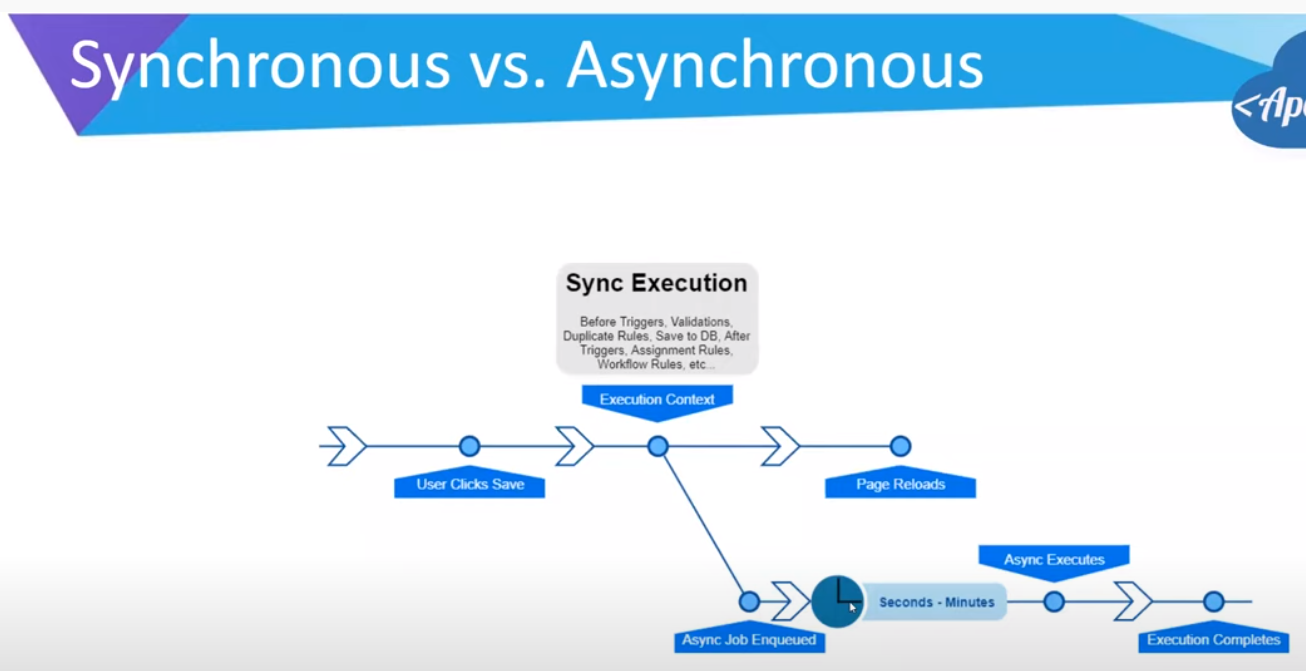 Synchronous vs. Asynchronous
Sync Execution
Before Triggers, Validations,
Duplicate Rules, Save to DB, After
Triggers, Assignment Rules,
Workflow Rules, etc...
Execution Context
User Clicks Save
Page Reloads
Async Executes
Seconds - Minutes
Async Job Enqueued
Execution Completes